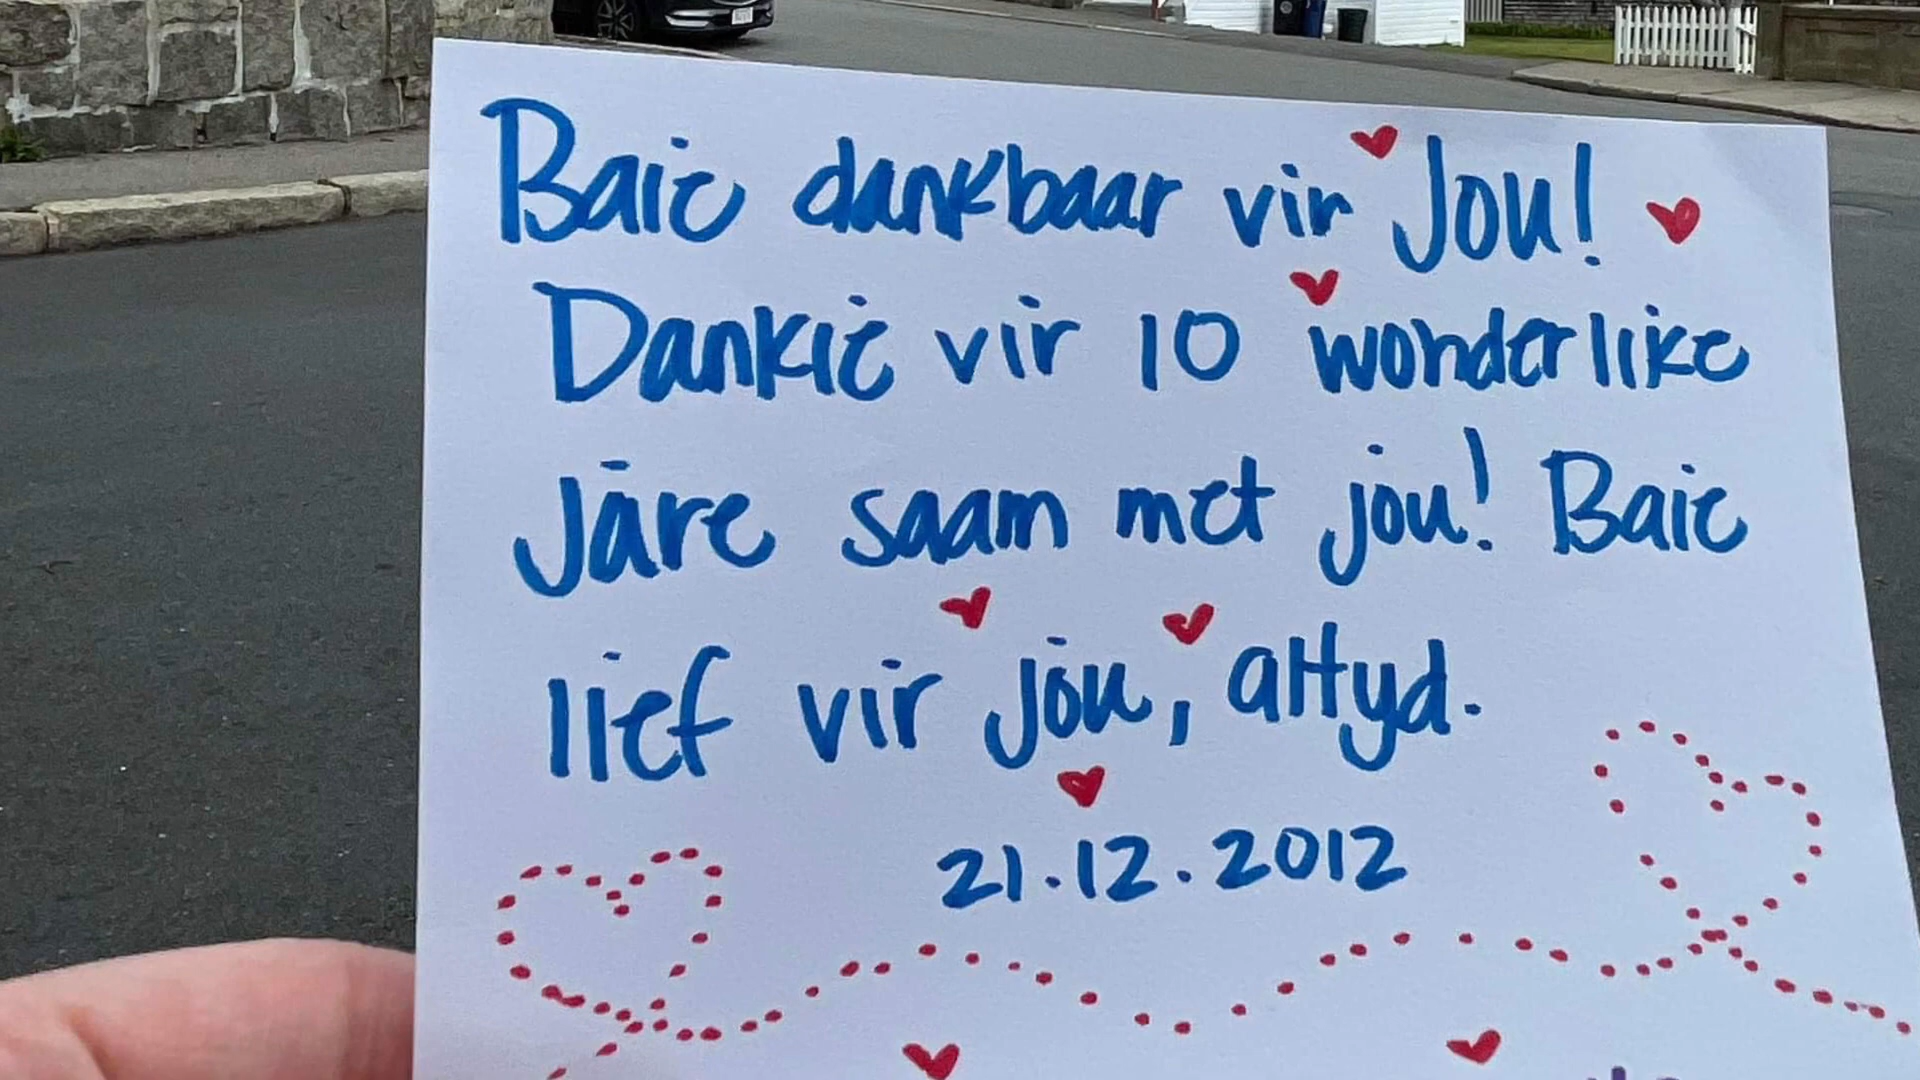 Baie dankbaar vir Jou!
Dankie vir 10 wonderlike
Jare saam met jou! Baie
lief vir jou, altyd.
21.12.2012